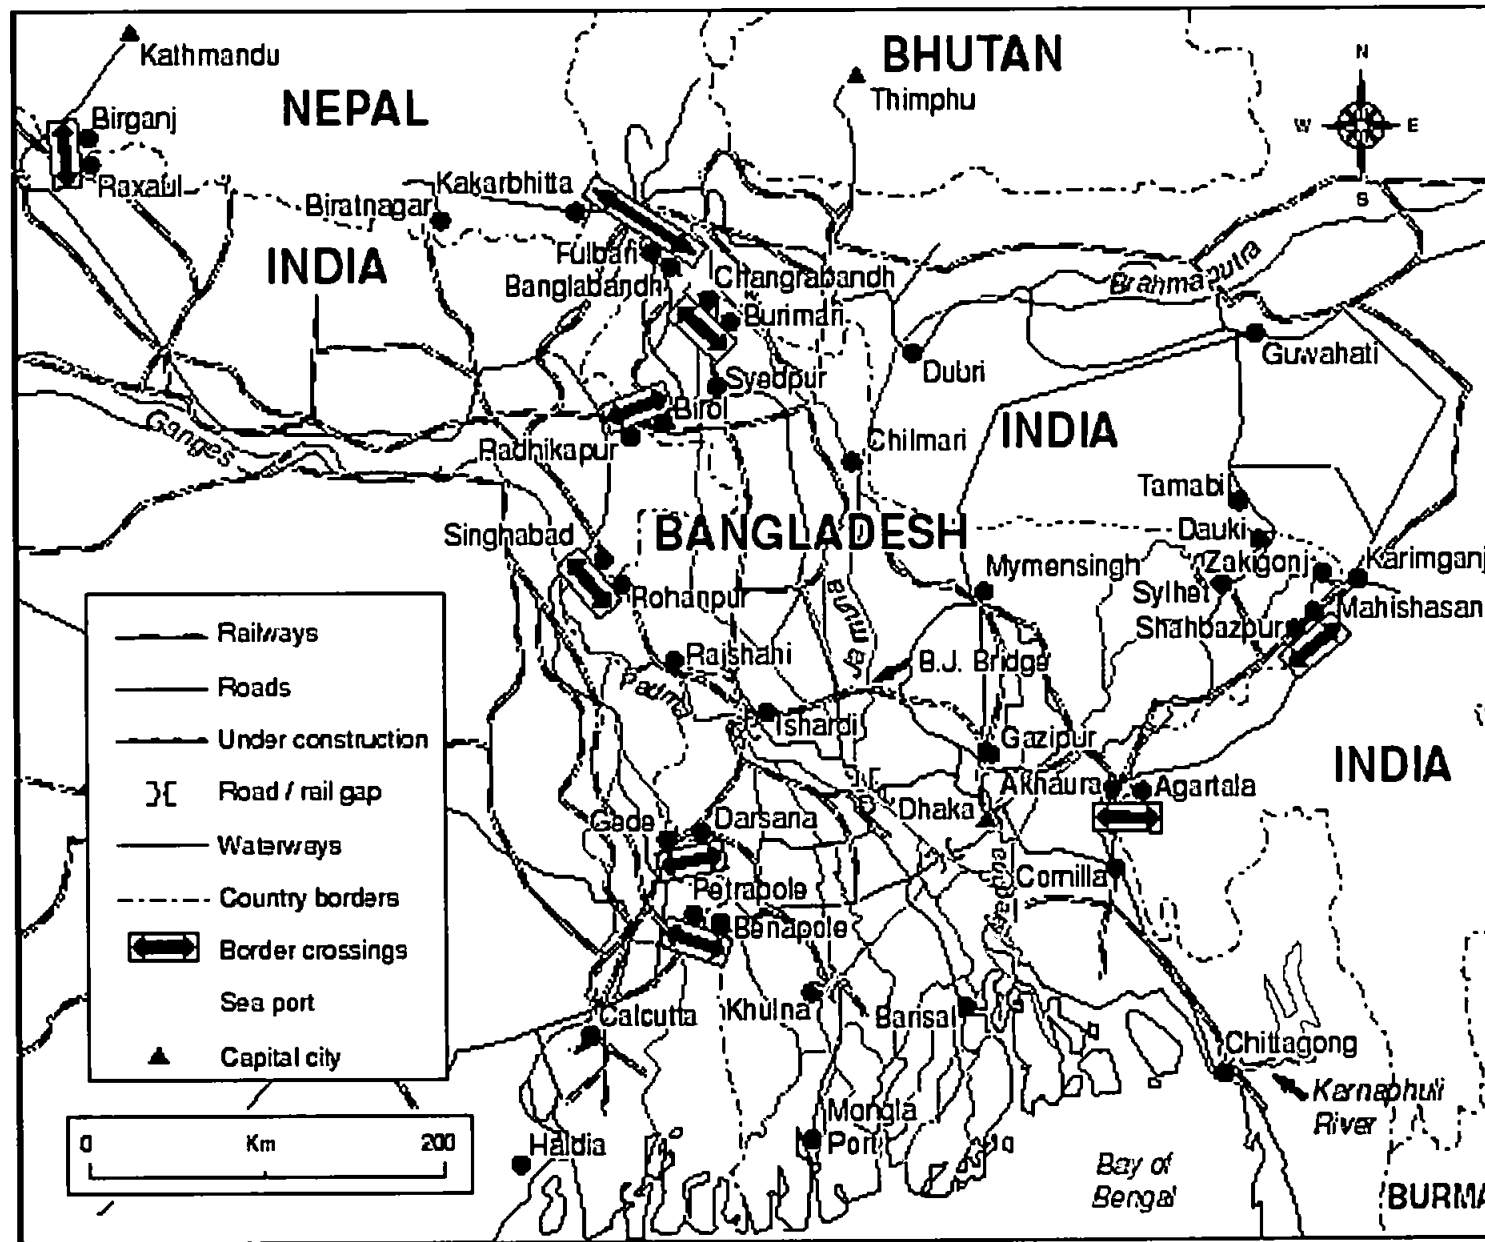 BHUTAN
Kathmandu
Thimphu
NEPAL
N
W
E
S
Birganj
Raxaul
Kakarbhitta
Biratnagar
INDIA
Fulbari
Banglabandh
Changrabandh
Burimari
Brahmaputra
Guwahati
Dubri
Syedpur
Birol
Radhikapur
Ganges
INDIA
Chilmari
Tamabi
Dauki
Singhabad
BANGLADESH
Mymensingh
Zakigonj
Karimganj
Sylhet
Rohanpur
Jamuna
Mahishasan
Shahbazpur
Rajshahi
B.J. Bridge
Padma
Ishardi
Gazipur
INDIA
Akhaura
Agartala
Dhaka
Gede
Darsana
Comilla
Petrapole
Benapole
Khulna
Barisal
Calcutta
Chittagong
Karnaphuli
River
Mongla
Port
Haldia
Bay of
Bengal
BURMA
Railways
Roads
Under construction
Road / rail gap
Waterways
Country borders
Border crossings
Sea port
Capital city
0
Km
200